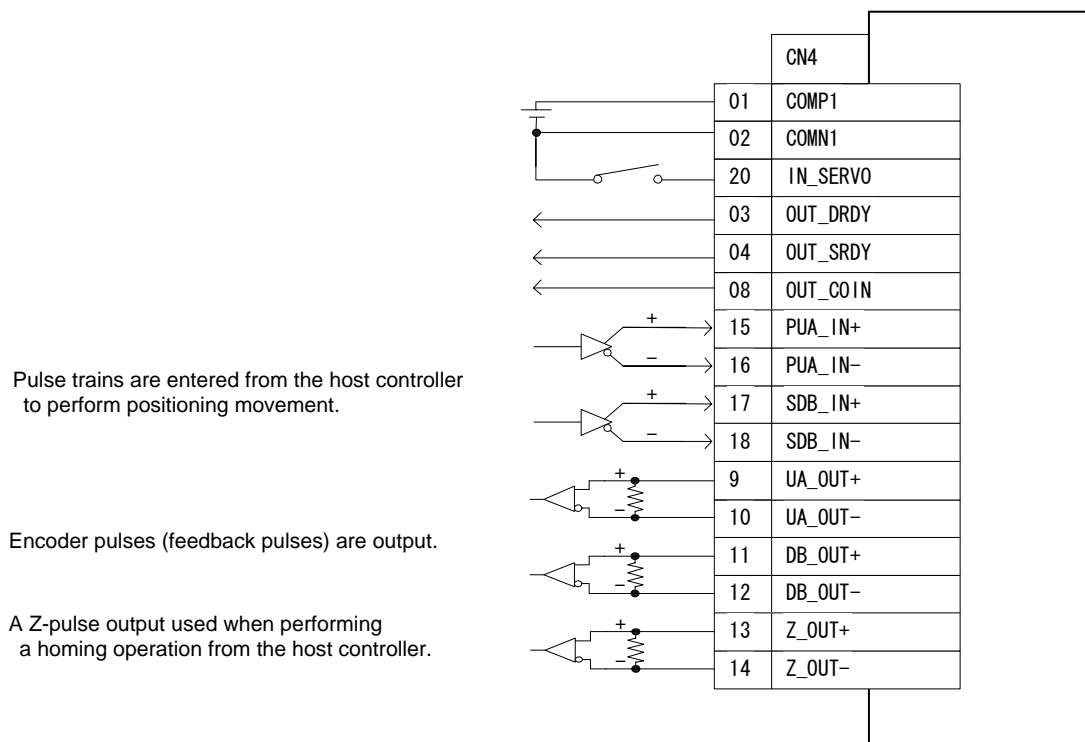 CN4
01 COMP1
02 COMN1
20 IN_SERVO
03 OUT_DRDY
04 OUT_SRDY
08 OUT_COIN
+ 15 PUA_IN+
− 16 PUA_IN−
Pulse trains are entered from the host controller
to perform positioning movement.
+ 17 SDB_IN+
− 18 SDB_IN−
+ 9 UA_OUT+
− 10 UA_OUT−
Encoder pulses (feedback pulses) are output.
+ 11 DB_OUT+
− 12 DB_OUT−
A Z-pulse output used when performing
a homing operation from the host controller.
+ 13 Z_OUT+
− 14 Z_OUT−